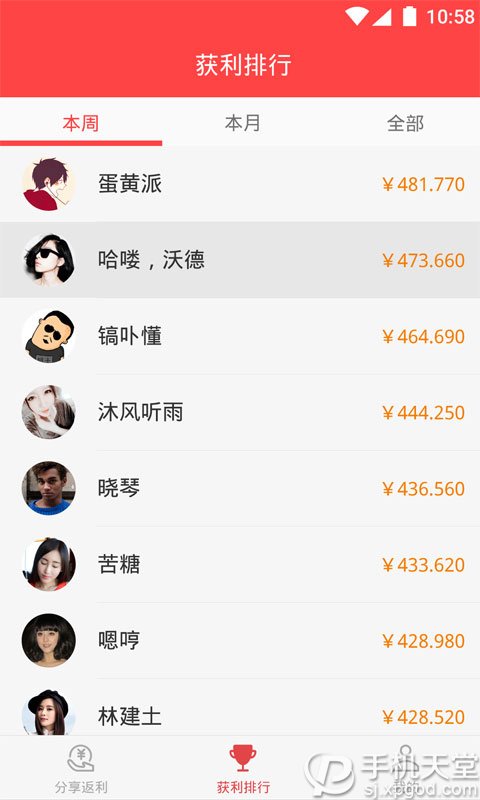 10:58
获利排行
本周 本月 全部
蛋黄派 ￥481.770
哈喽，沃德 ￥473.660
镐卟懂 ￥464.690
沐风听雨 ￥444.250
晓琴 ￥436.560
苦糖 ￥433.620
嗯哼 ￥428.980
林建土 ￥428.520
分享返利 获利排行 我的
手机天堂
sj.xpgod.com